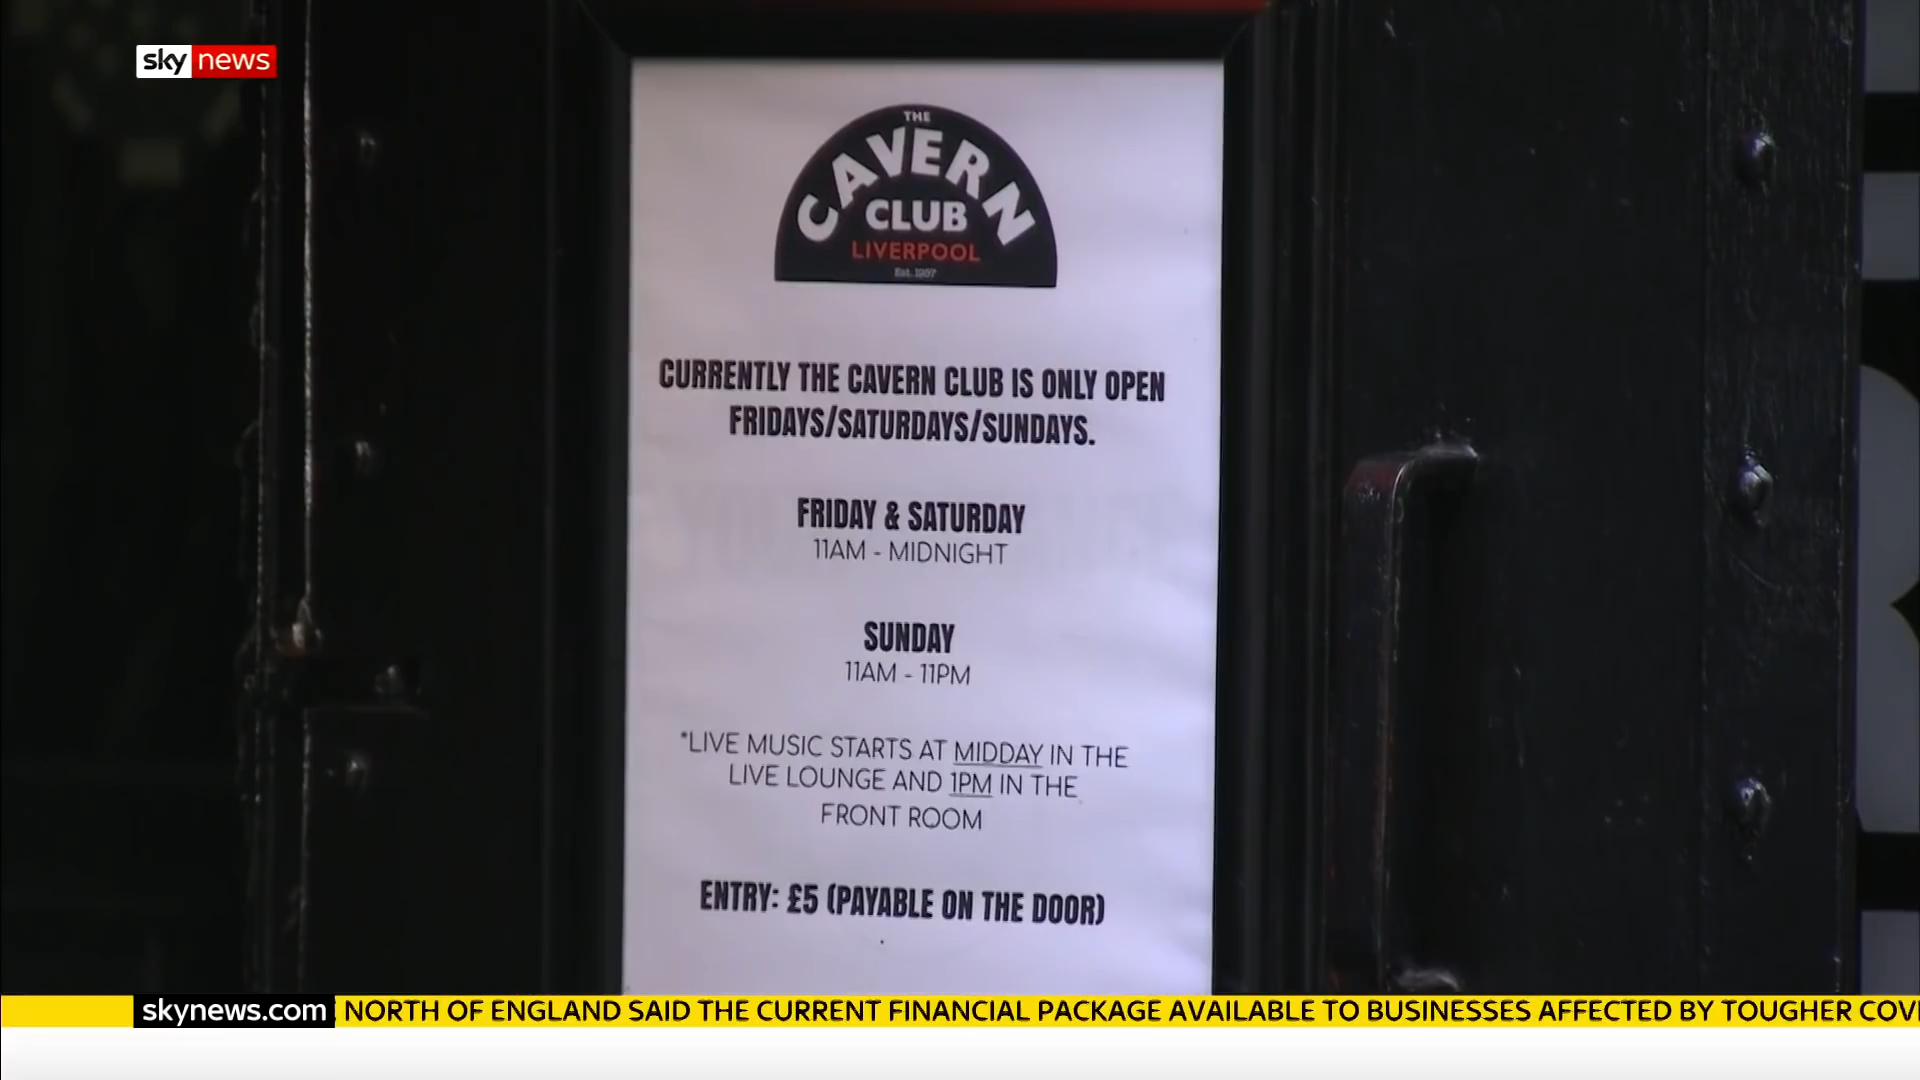 sky news
THE
CAVERN
CLUB
LIVERPOOL
Est. 1957
CURRENTLY THE CAVERN CLUB IS ONLY OPEN
FRIDAYS/SATURDAYS/SUNDAYS.
FRIDAY & SATURDAY
11AM - MIDNIGHT
SUNDAY
11AM - 11PM
*LIVE MUSIC STARTS AT MIDDAY IN THE
LIVE LOUNGE AND 1PM IN THE
FRONT ROOM
ENTRY: £5 (PAYABLE ON THE DOOR)
skynews.com NORTH OF ENGLAND SAID THE CURRENT FINANCIAL PACKAGE AVAILABLE TO BUSINESSES AFFECTED BY TOUGHER COVI